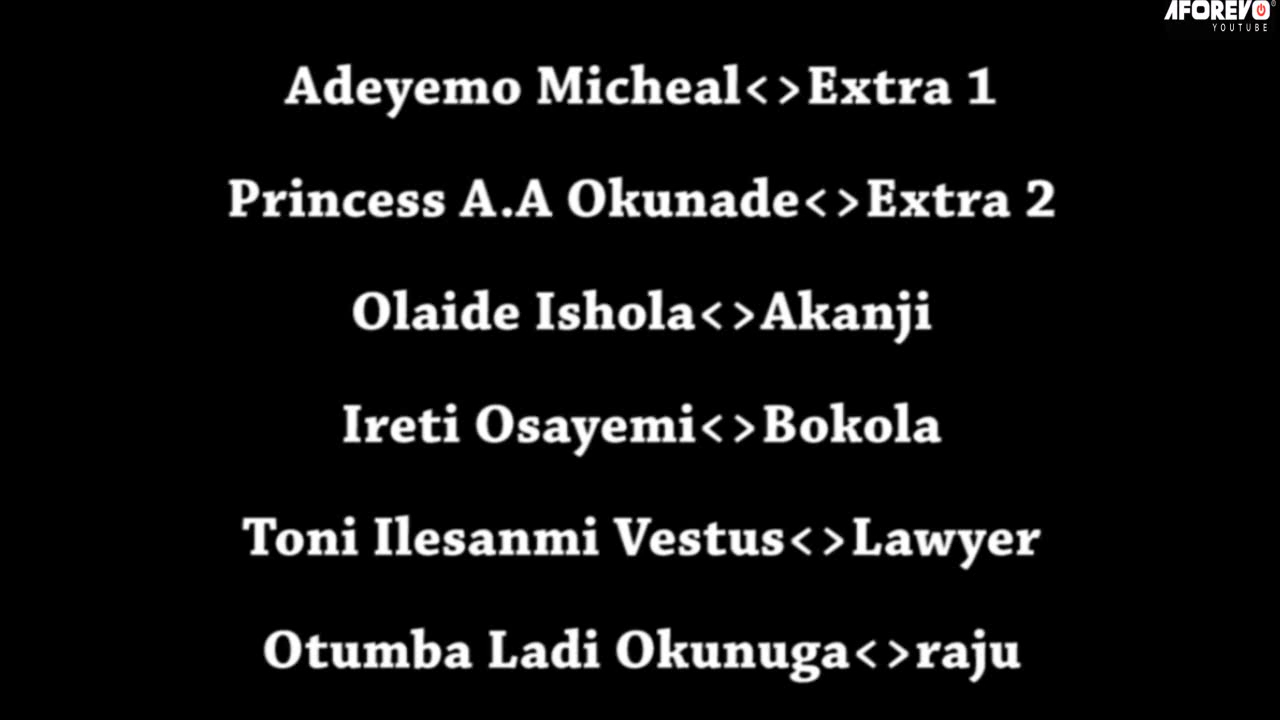 AFOREVO
YOUTUBE
Adeyemo Micheal<>Extra 1
Princess A.A Okunade<>Extra 2
Olaide Ishola<>Akanji
Ireti Osayemi<>Bokola
Toni Ilesanmi Vestus<>Lawyer
Otumba Ladi Okunuga<>raju